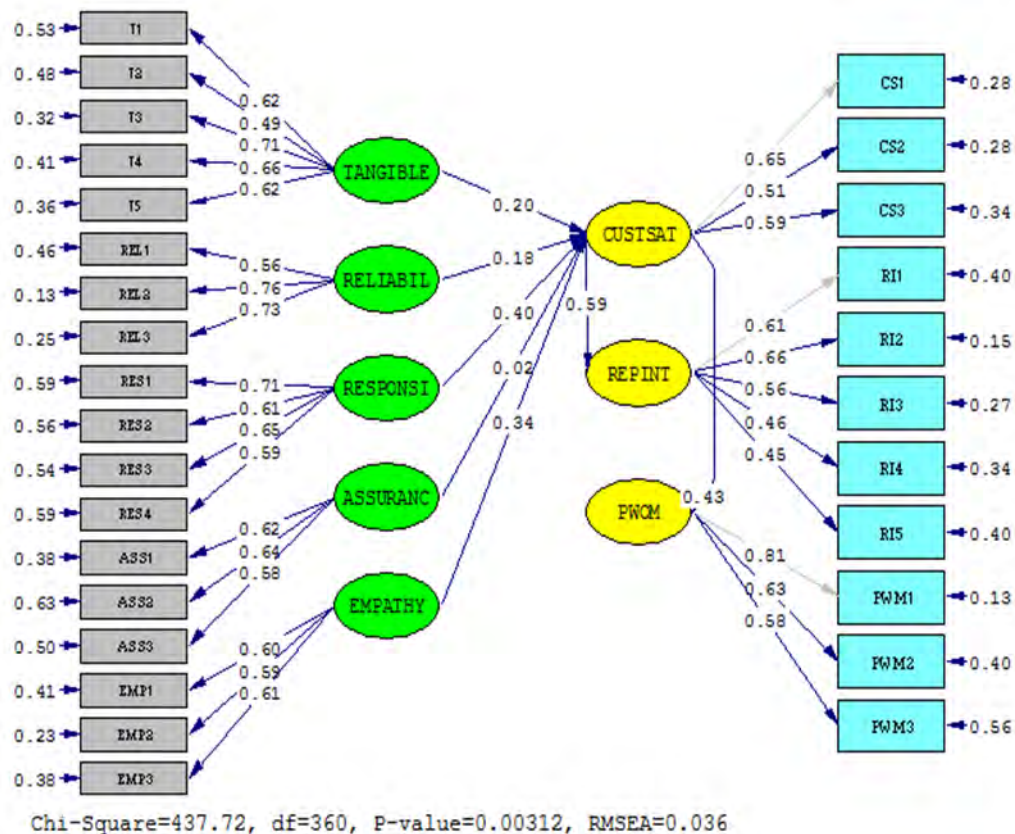 0.53 T1
0.48 T2
0.32 T3
0.41 T4
0.36 T5
0.46 REL1
0.13 REL2
0.25 REL3
0.59 RES1
0.56 RES2
0.54 RES3
0.59 RES4
0.38 ASS1
0.63 ASS2
0.50 ASS3
0.41 EMP1
0.23 EMP2
0.38 EMP3
0.62
0.49
0.71
0.66
0.62
0.56
0.76
0.73
0.71
0.61
0.65
0.59
0.62
0.64
0.58
0.60
0.59
0.61
TANGIBLE
RELIABIL
RESPONSI
ASSURANC
EMPATHY
0.20
0.18
0.40
0.02
0.34
0.59
CUSTSAT
REPINT
PWOM
0.43
0.65
0.51
0.59
0.61
0.66
0.56
0.46
0.45
0.81
0.63
0.58
CS1 0.28
CS2 0.28
CS3 0.34
RI1 0.40
RI2 0.15
RI3 0.27
RI4 0.34
RI5 0.40
PWM1 0.13
PWM2 0.40
PWM3 0.56
Chi-Square=437.72, df=360, P-value=0.00312, RMSEA=0.036